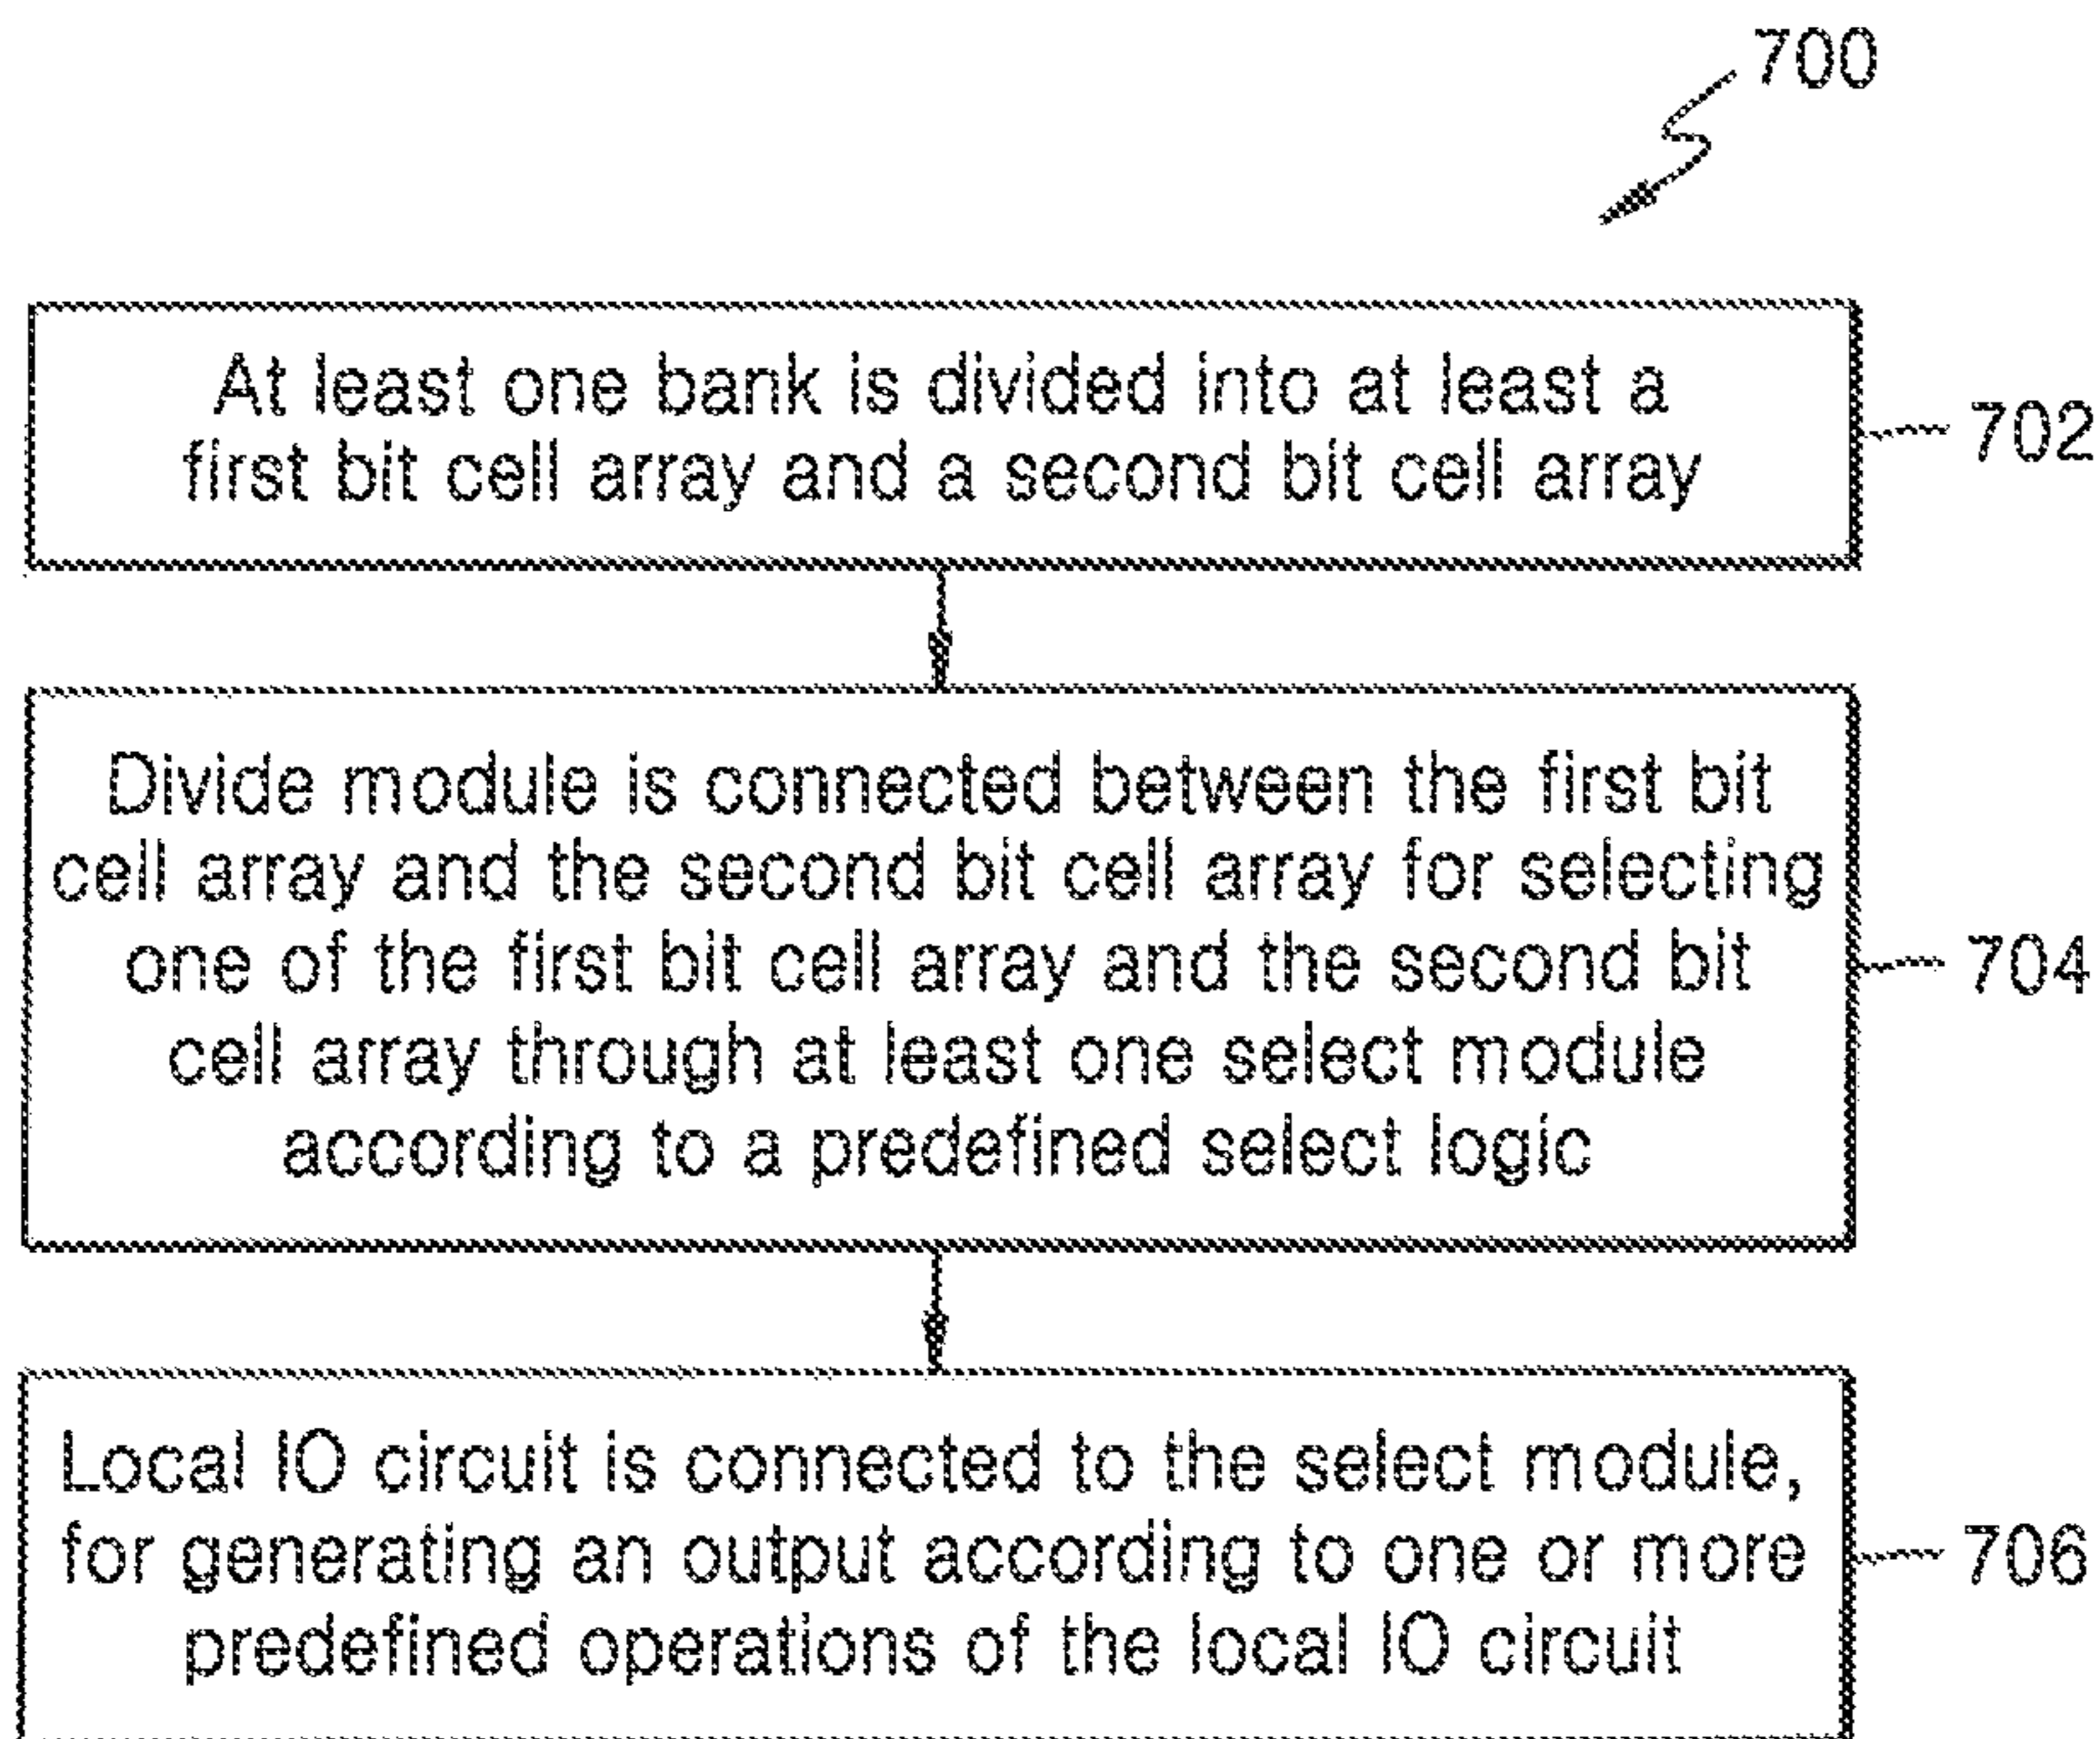 700
At least one bank is divided into at least a
first bit cell array and a second bit cell array
702
Divide module is connected between the first bit
cell array and the second bit cell array for selecting
one of the first bit cell array and the second bit
cell array through at least one select module
according to a predefined select logic
704
Local IO circuit is connected to the select module,
for generating an output according to one or more
predefined operations of the local IO circuit
706